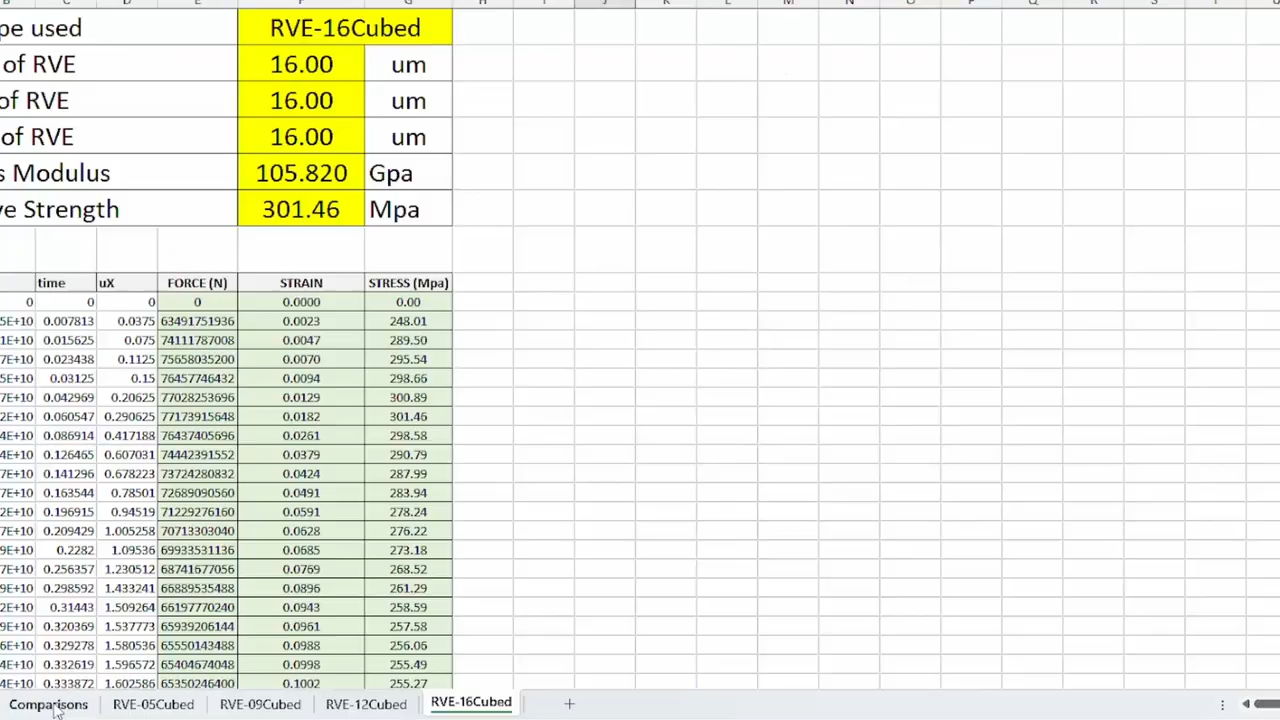 B C D E F G H I J K L M N O P Q R S T U
pe used RVE-16Cubed
of RVE 16.00 um
of RVE 16.00 um
of RVE 16.00 um
s Modulus 105.820 Gpa
ve Strength 301.46 Mpa
time uX FORCE (N) STRAIN STRESS (Mpa)
0 0 0 0 0.0000 0.00
5E+10 0.007813 0.0375 63491751936 0.0023 248.01
1E+10 0.015625 0.075 74111787008 0.0047 289.50
7E+10 0.023438 0.1125 75658035200 0.0070 295.54
5E+10 0.03125 0.15 76457746432 0.0094 298.66
7E+10 0.042969 0.20625 77028253696 0.0129 300.89
2E+10 0.060547 0.290625 77173915648 0.0182 301.46
4E+10 0.086914 0.417188 76437405696 0.0261 298.58
4E+10 0.126465 0.607031 74442391552 0.0379 290.79
7E+10 0.141296 0.678223 73724280832 0.0424 287.99
7E+10 0.163544 0.78501 72689090560 0.0491 283.94
2E+10 0.196915 0.94519 71229276160 0.0591 278.24
7E+10 0.209429 1.005258 70713303040 0.0628 276.22
9E+10 0.2282 1.09536 69933531136 0.0685 273.18
7E+10 0.256357 1.230512 68741677056 0.0769 268.52
9E+10 0.298592 1.433241 66889535488 0.0896 261.29
2E+10 0.31443 1.509264 66197770240 0.0943 258.59
9E+10 0.320369 1.537773 65939206144 0.0961 257.58
6E+10 0.329278 1.580536 65550143488 0.0988 256.06
4E+10 0.332619 1.596572 65404674048 0.0998 255.49
4E+10 0.333872 1.602586 65350246400 0.1002 255.27
Comparisons RVE-05Cubed RVE-09Cubed RVE-12Cubed RVE-16Cubed